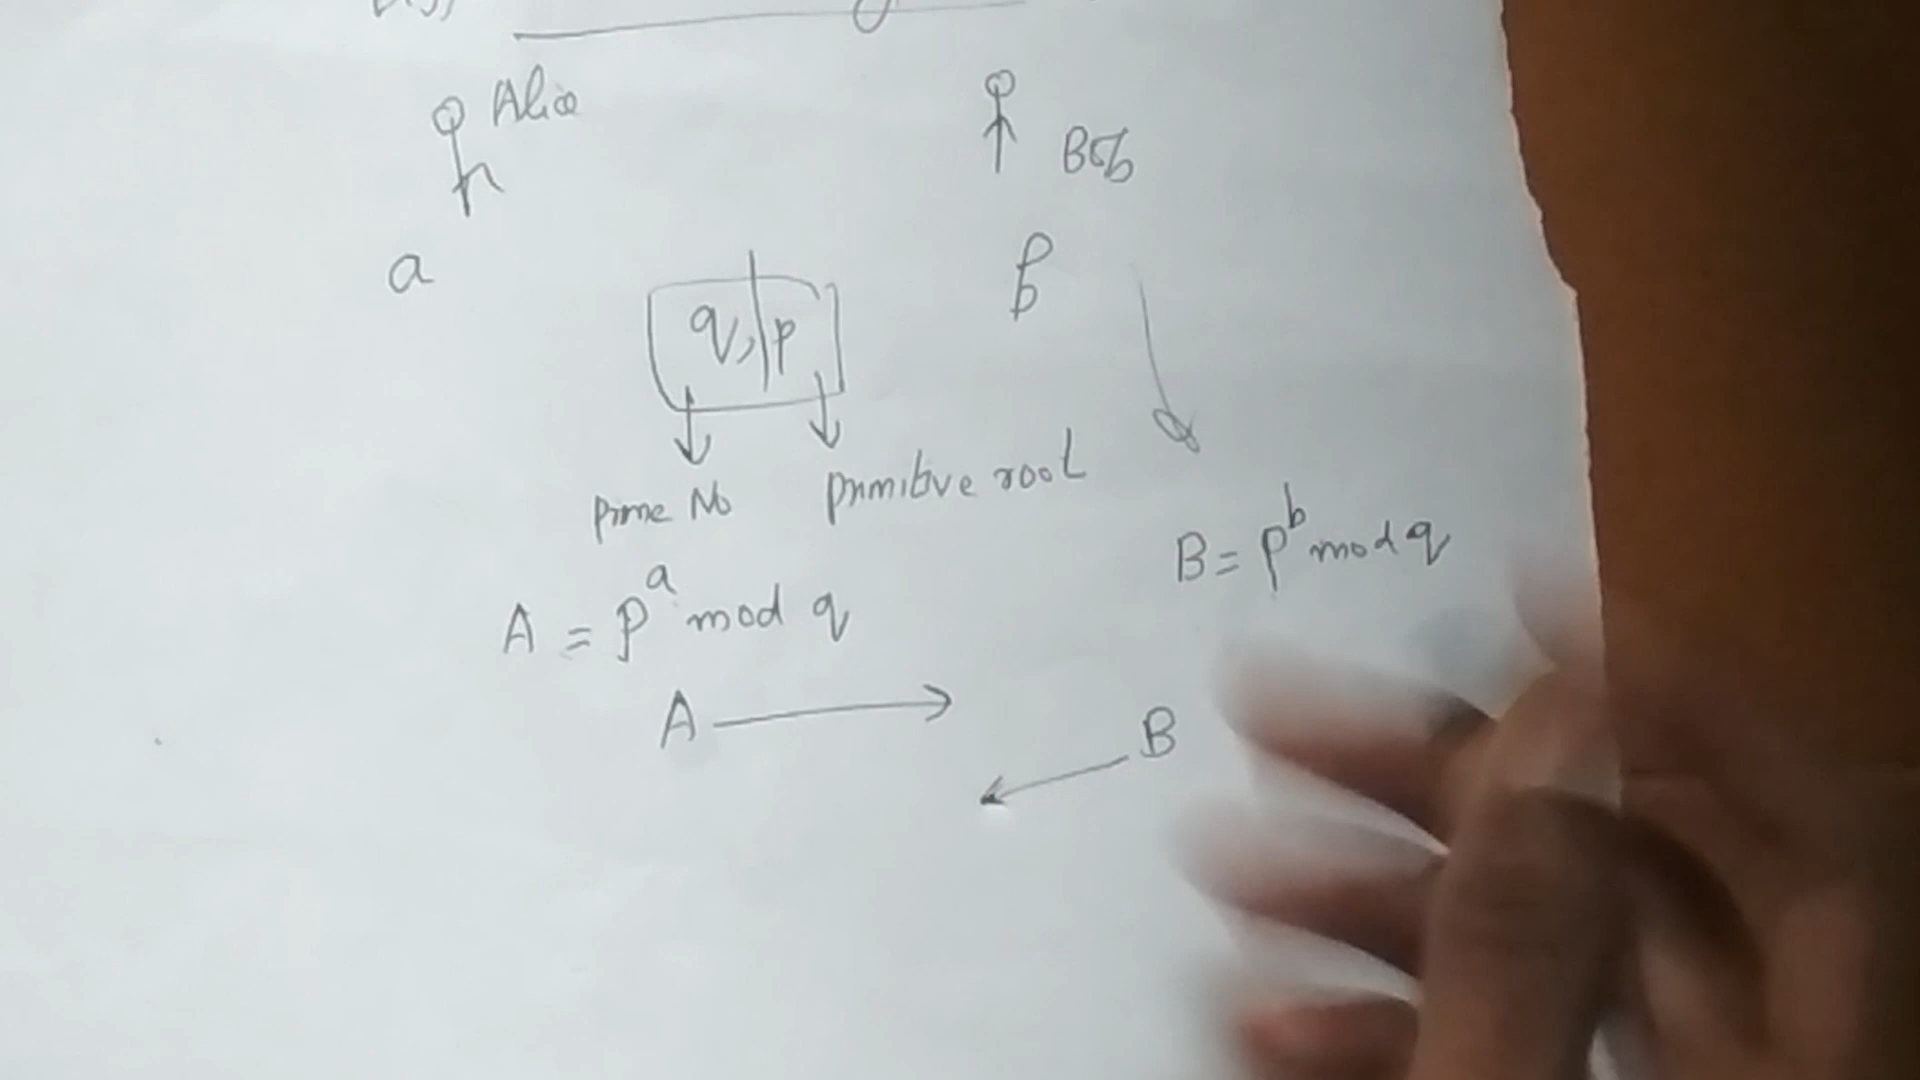 Alice
Bob
a
b
q, p
Prime No
primitive root
A = p^a mod q
B = p^b mod q
A
B